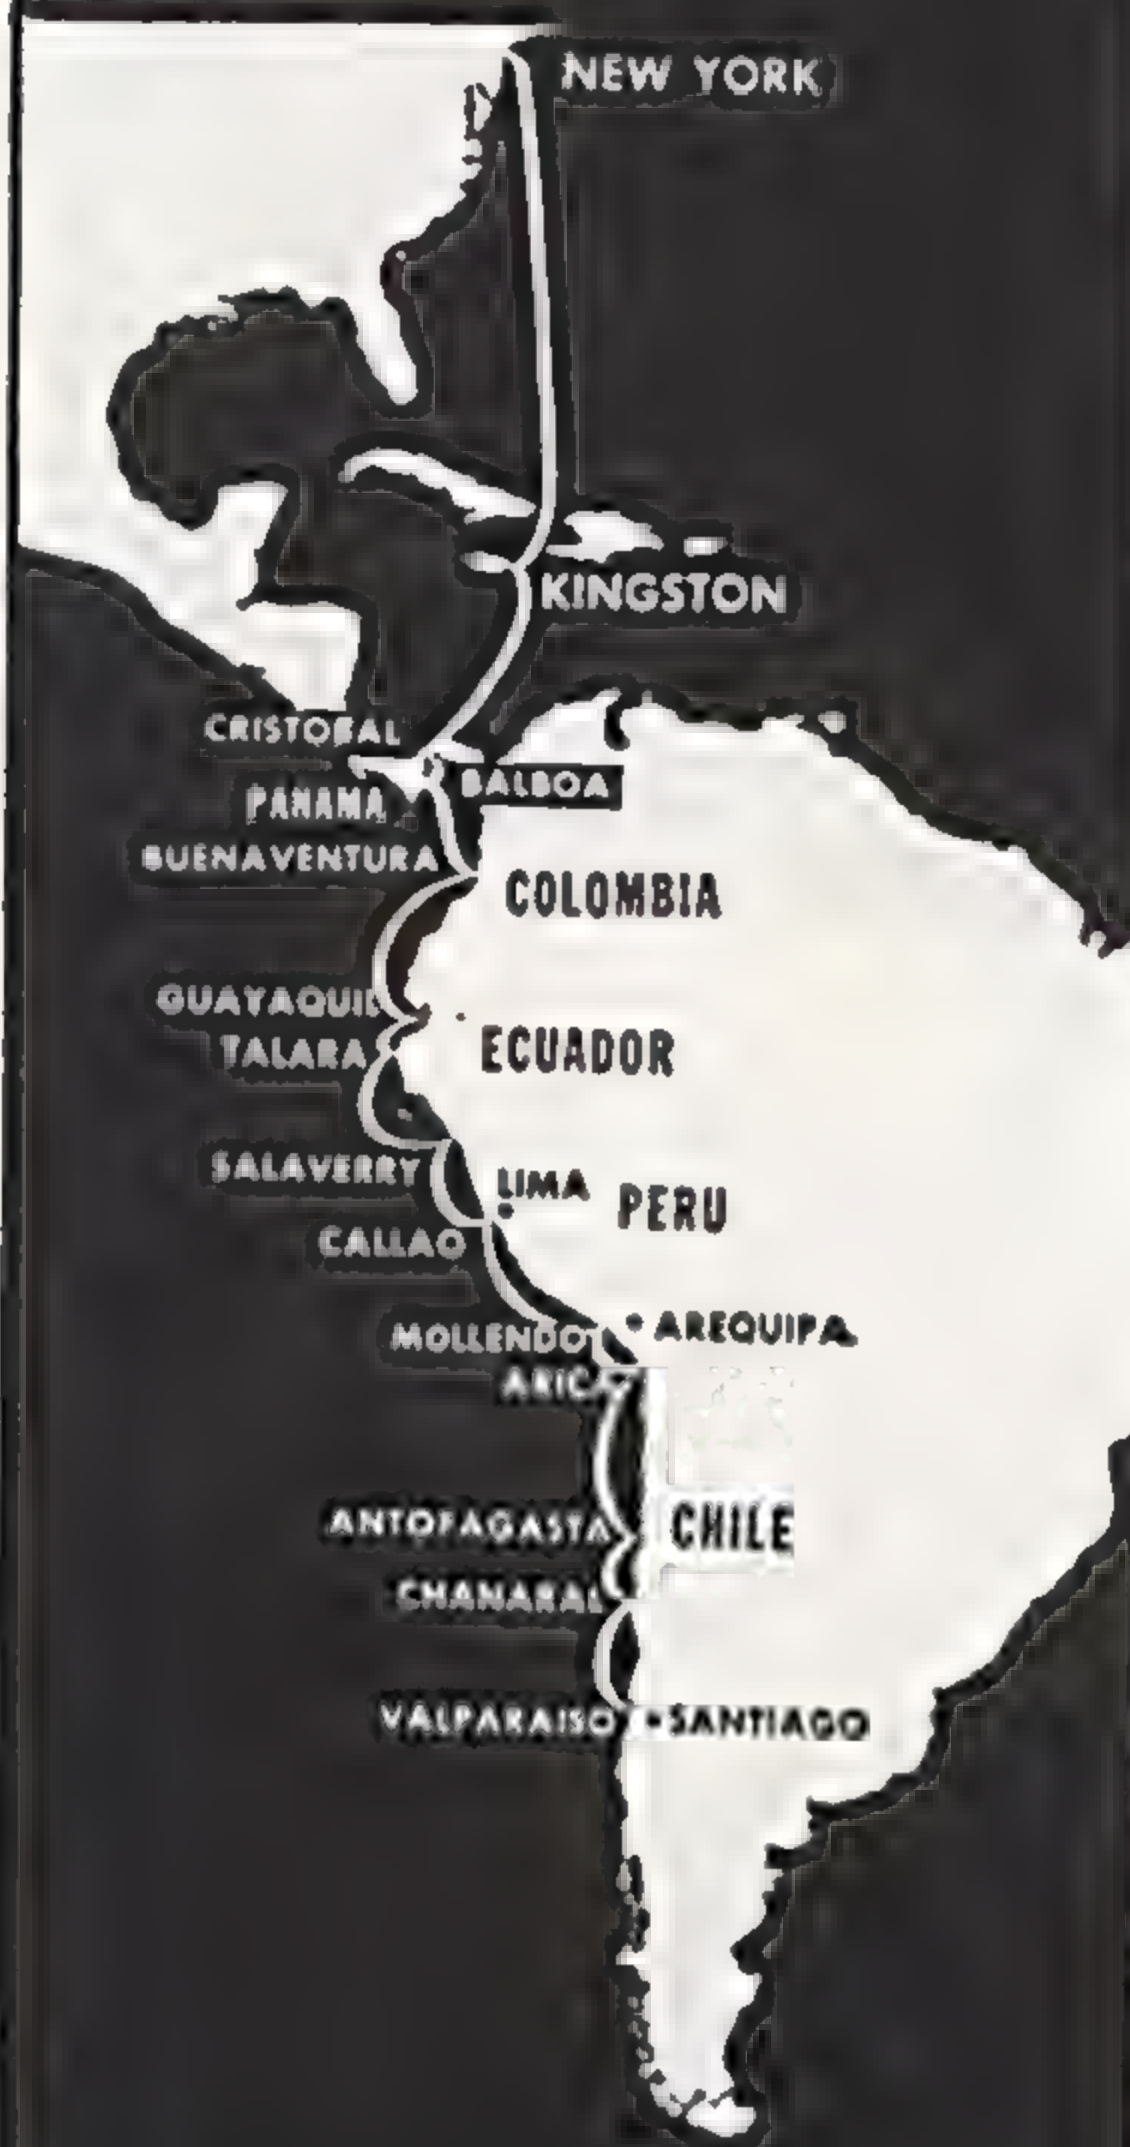 NEW YORK
KINGSTON
CRISTOBAL
BALBOA
PANAMA
BUENAVENTURA
COLOMBIA
GUAYAQUIL
ECUADOR
TALARA
SALAVERRY
LIMA
PERU
CALLAO
AREQUIPA
MOLLENDO
ARICA
ANTOFAGASTA
CHILE
CHANARAL
VALPARAISO
SANTIAGO